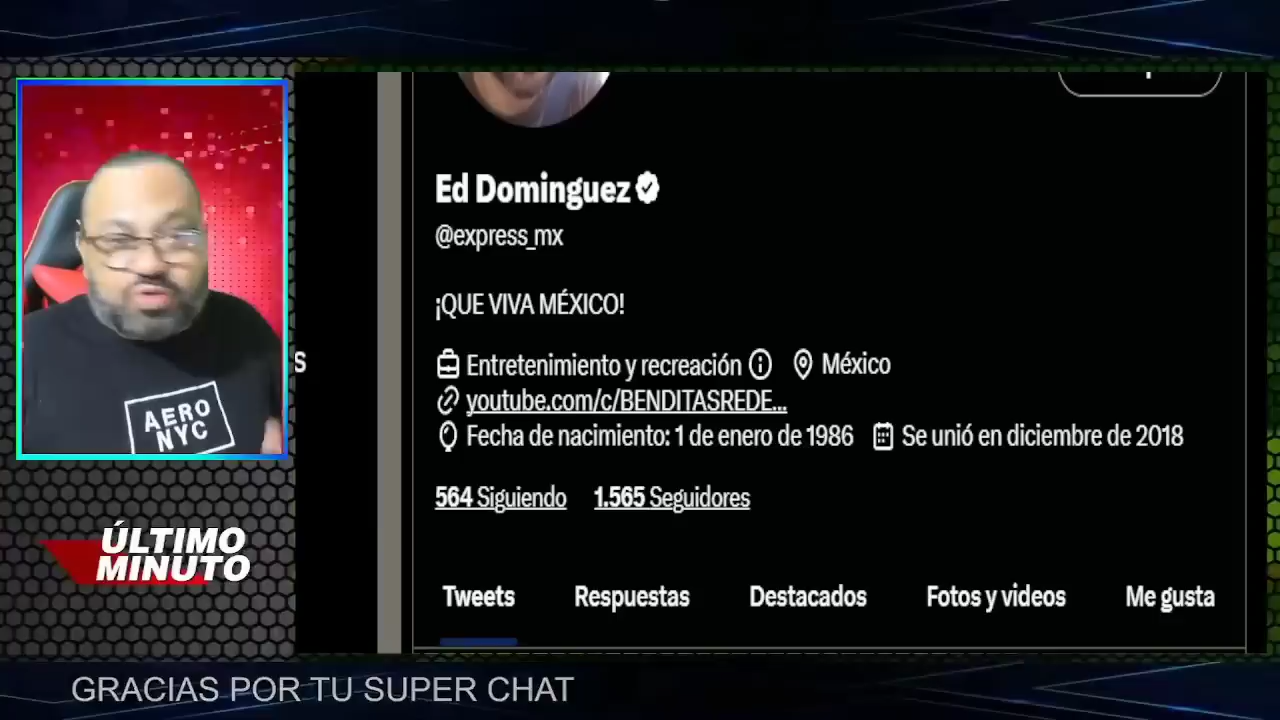 Ed Dominguez
@express_mx
¡QUE VIVA MÉXICO!
Entretenimiento y recreación México
youtube.com/c/BENDITASREDE...
Fecha de nacimiento: 1 de enero de 1986 Se unió en diciembre de 2018
564 Siguiendo 1.565 Seguidores
Tweets Respuestas Destacados Fotos y videos Me gusta
S
AERO
NYC
ÚLTIMO
MINUTO
GRACIAS POR TU SUPER CHAT